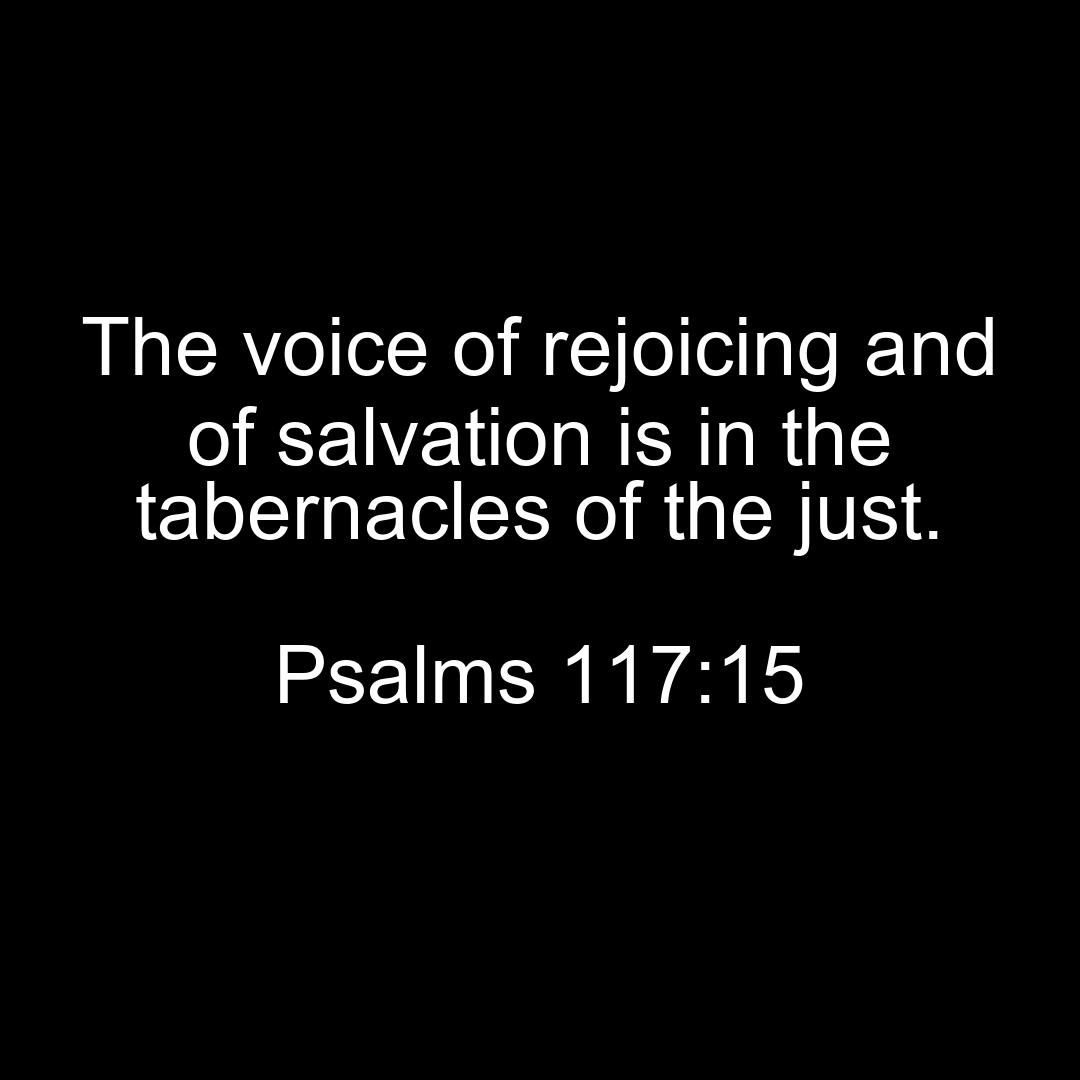 The voice of rejoicing and
of salvation is in the
tabernacles of the just.
Psalms 117:15